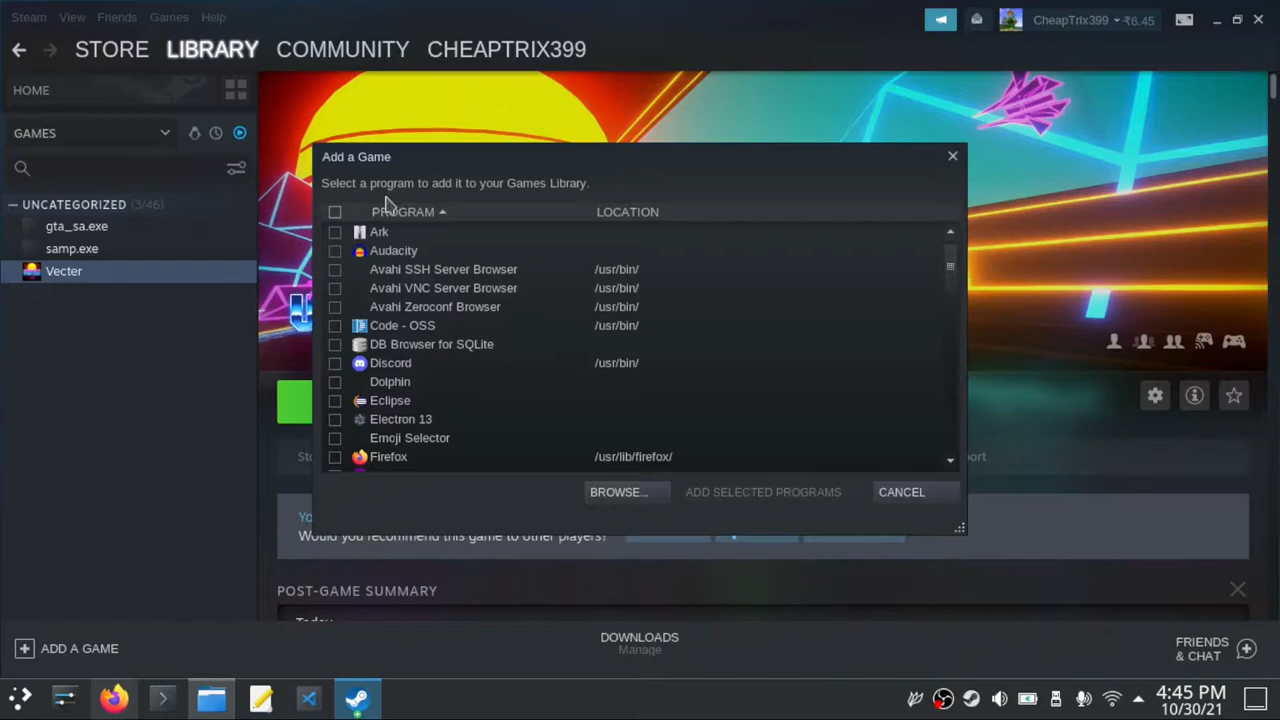 Steam View Friends Games Help
CheapTrix399 ₹6.45
STORE LIBRARY COMMUNITY CHEAPTRIX399
HOME
GAMES
UNCATEGORIZED (3/46)
gta_sa.exe
samp.exe
Vecter
Add a Game
Select a program to add it to your Games Library.
PROGRAM LOCATION
Ark
Audacity
Avahi SSH Server Browser /usr/bin/
Avahi VNC Server Browser /usr/bin/
Avahi Zeroconf Browser /usr/bin/
Code - OSS /usr/bin/
DB Browser for SQLite
Discord /usr/bin/
Dolphin
Eclipse
Electron 13
Emoji Selector
Firefox /usr/lib/firefox/
BROWSE... ADD SELECTED PROGRAMS CANCEL
Would you recommend this game to other players?
POST-GAME SUMMARY
Today
ADD A GAME
DOWNLOADS
Manage
FRIENDS
& CHAT
4:45 PM
10/30/21